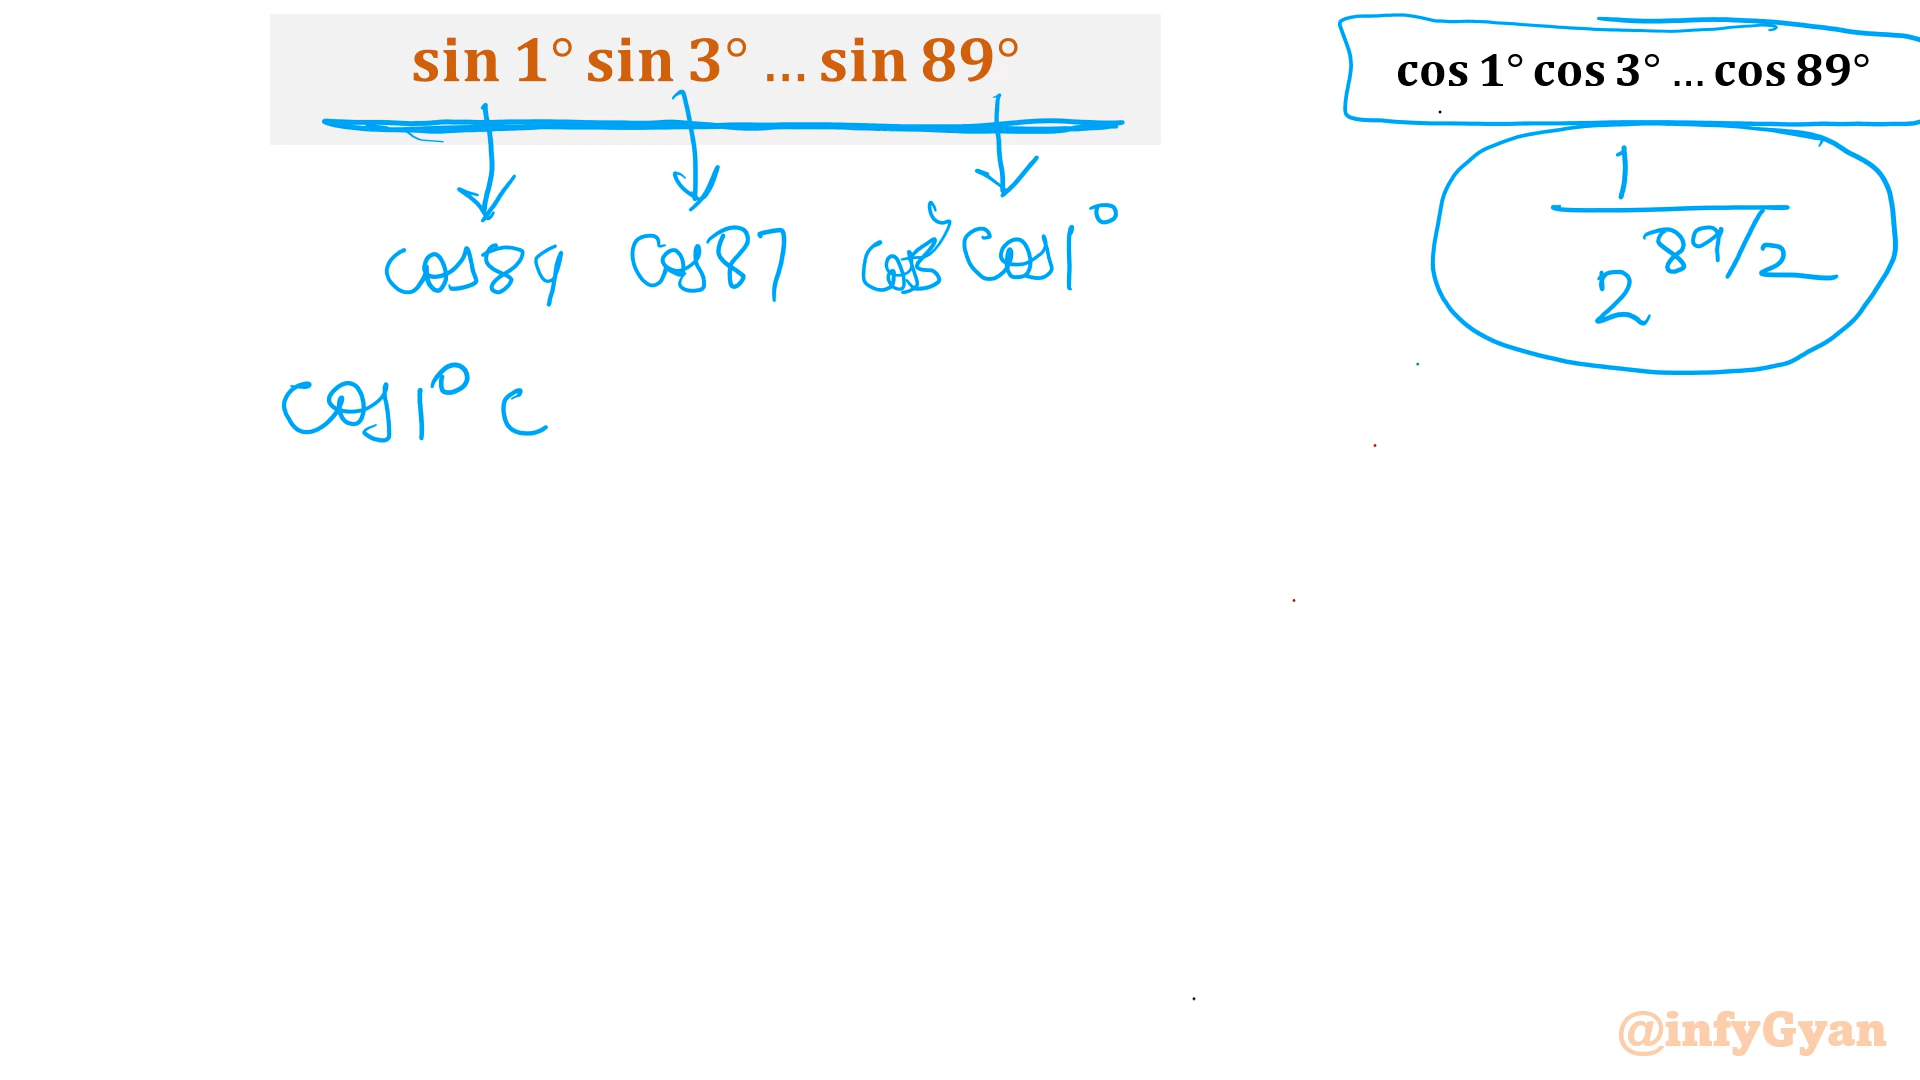 sin 1° sin 3° ... sin 89°
cos 1° cos 3° ... cos 89°
1
2^89/2
cos89 cos87 cos3° cos1°
cos1° c
@infyGyan